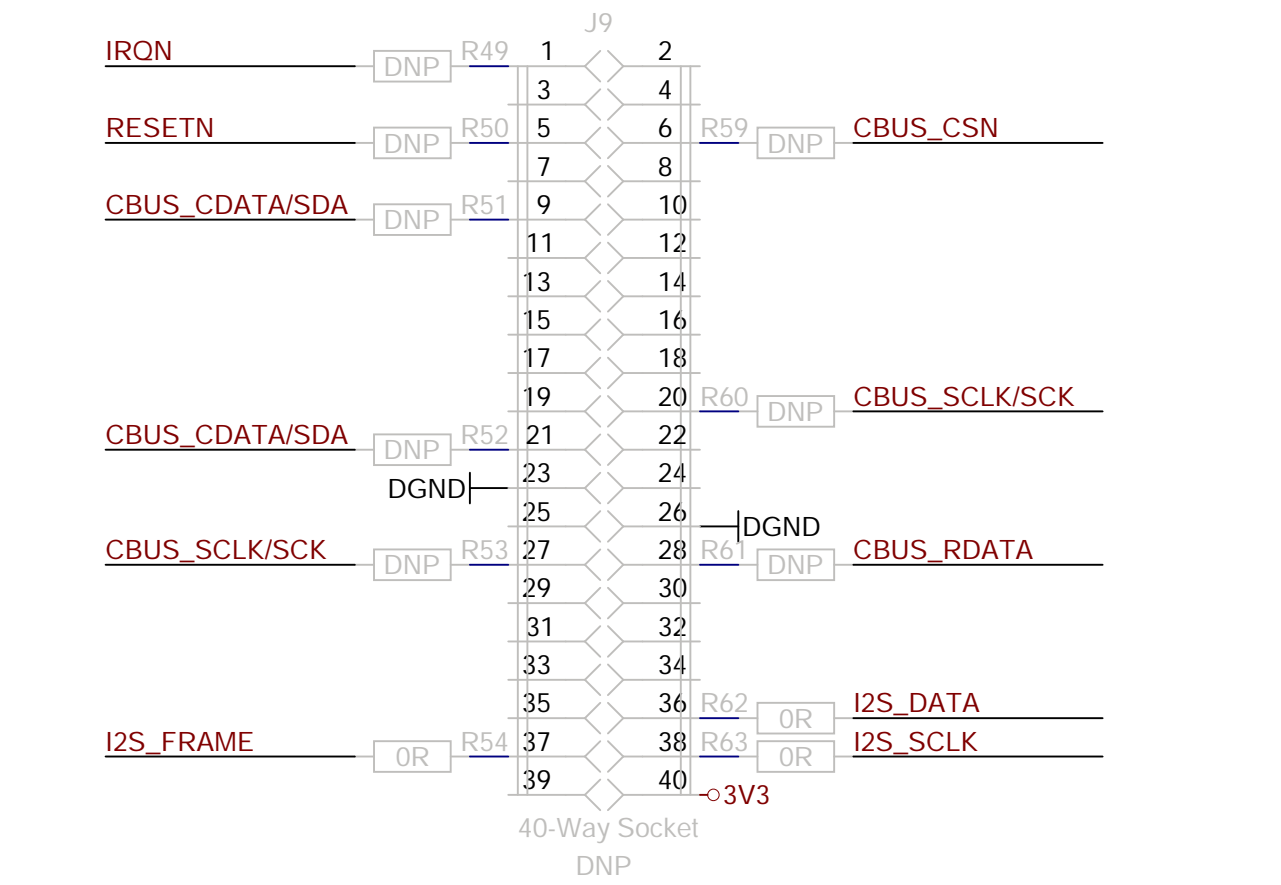 J9
IRQN DNP R49 1 2
3 4
RESETN DNP R50 5 6 R59 DNP CBUS_CSN
7 8
CBUS_CDATA/SDA DNP R51 9 10
11 12
13 14
15 16
17 18
19 20 R60 DNP CBUS_SCLK/SCK
CBUS_CDATA/SDA DNP R52 21 22
DGND 23 24
25 26 DGND
CBUS_SCLK/SCK DNP R53 27 28 R61 DNP CBUS_RDATA
29 30
31 32
33 34
35 36 R62 0R I2S_DATA
I2S_FRAME 0R R54 37 38 R63 0R I2S_SCLK
39 40 3V3
40-Way Socket
DNP